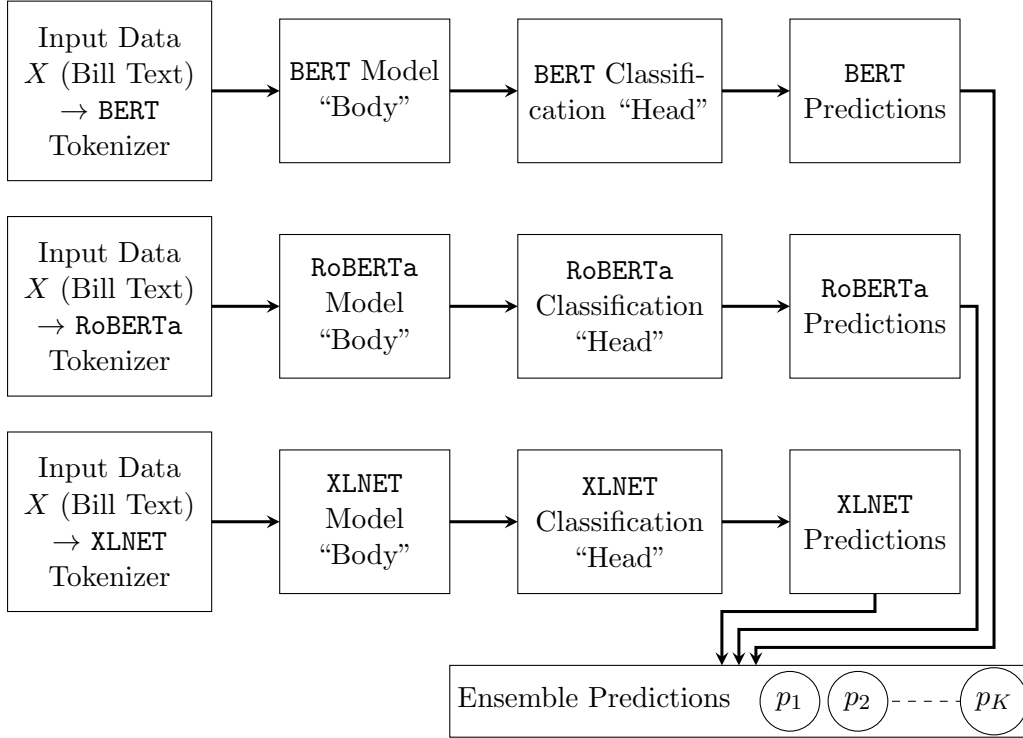 Input Data
X (Bill Text)
→ BERT
Tokenizer
BERT Model
“Body”
BERT Classifi-
cation “Head”
BERT
Predictions
Input Data
X (Bill Text)
→ RoBERTa
Tokenizer
RoBERTa
Model
“Body”
RoBERTa
Classification
“Head”
RoBERTa
Predictions
Input Data
X (Bill Text)
→ XLNET
Tokenizer
XLNET
Model
“Body”
XLNET
Classification
“Head”
XLNET
Predictions
Ensemble Predictions p₁ p₂ p_K